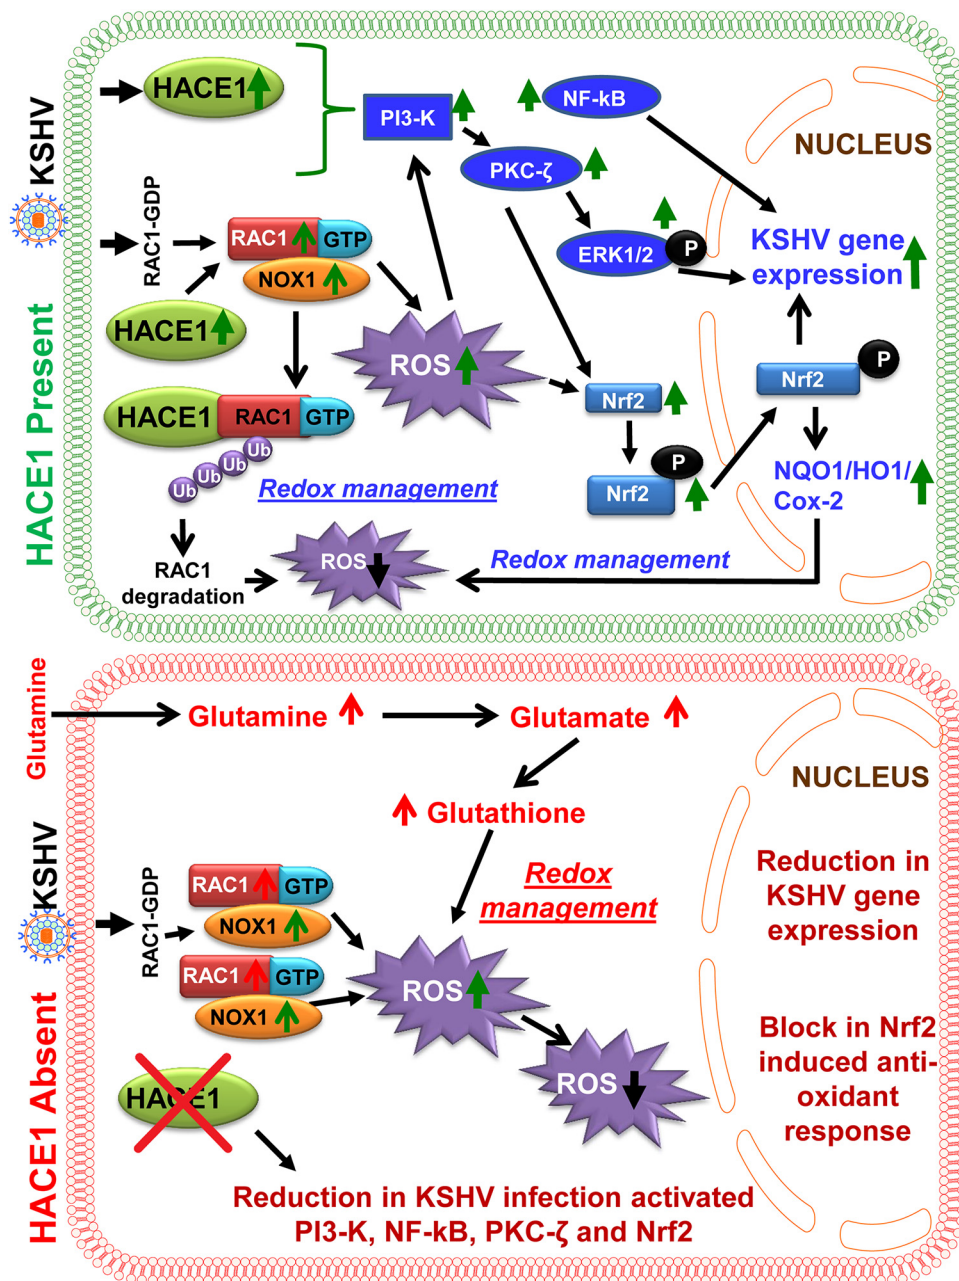 HACE1 Present
KSHV
HACE1
PI3-K
NF-kB
NUCLEUS
PKC-ζ
RAC1-GDP
RAC1
GTP
NOX1
ERK1/2
P
KSHV gene
expression
HACE1
ROS
Nrf2
Nrf2
P
HACE1
RAC1
GTP
Ub
Ub
Ub
Ub
P
Nrf2
NQO1/HO1/
Cox-2
Redox management
Redox management
ROS
RAC1
degradation
HACE1 Absent
Glutamine
Glutamine
Glutamate
NUCLEUS
Glutathione
KSHV
RAC1-GDP
RAC1
GTP
NOX1
RAC1
GTP
NOX1
Redox
management
ROS
ROS
Reduction in
KSHV gene
expression
Block in Nrf2
induced anti-
oxidant
response
HACE1
Reduction in KSHV infection activated
PI3-K, NF-kB, PKC-ζ and Nrf2